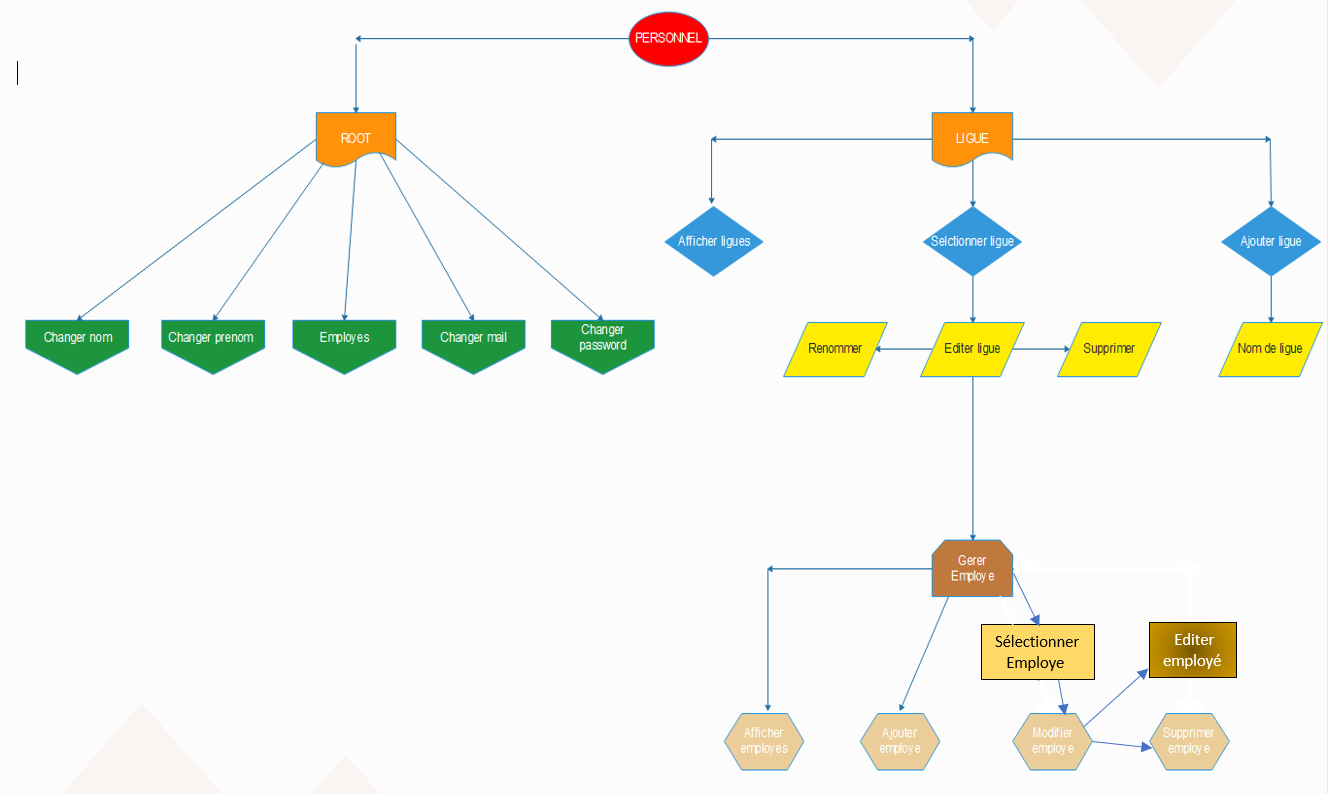 PERSONNEL
ROOT
LIGUE
Afficher ligues
Selctionner ligue
Ajouter ligue
Changer nom
Changer prenom
Employes
Changer mail
Changer
password
Renommer
Editer ligue
Supprimer
Nom de ligue
Gerer
Employe
Sélectionner
Employe
Editer
employé
Afficher
employes
Ajouter
employe
Modifier
employe
Supprimer
employe